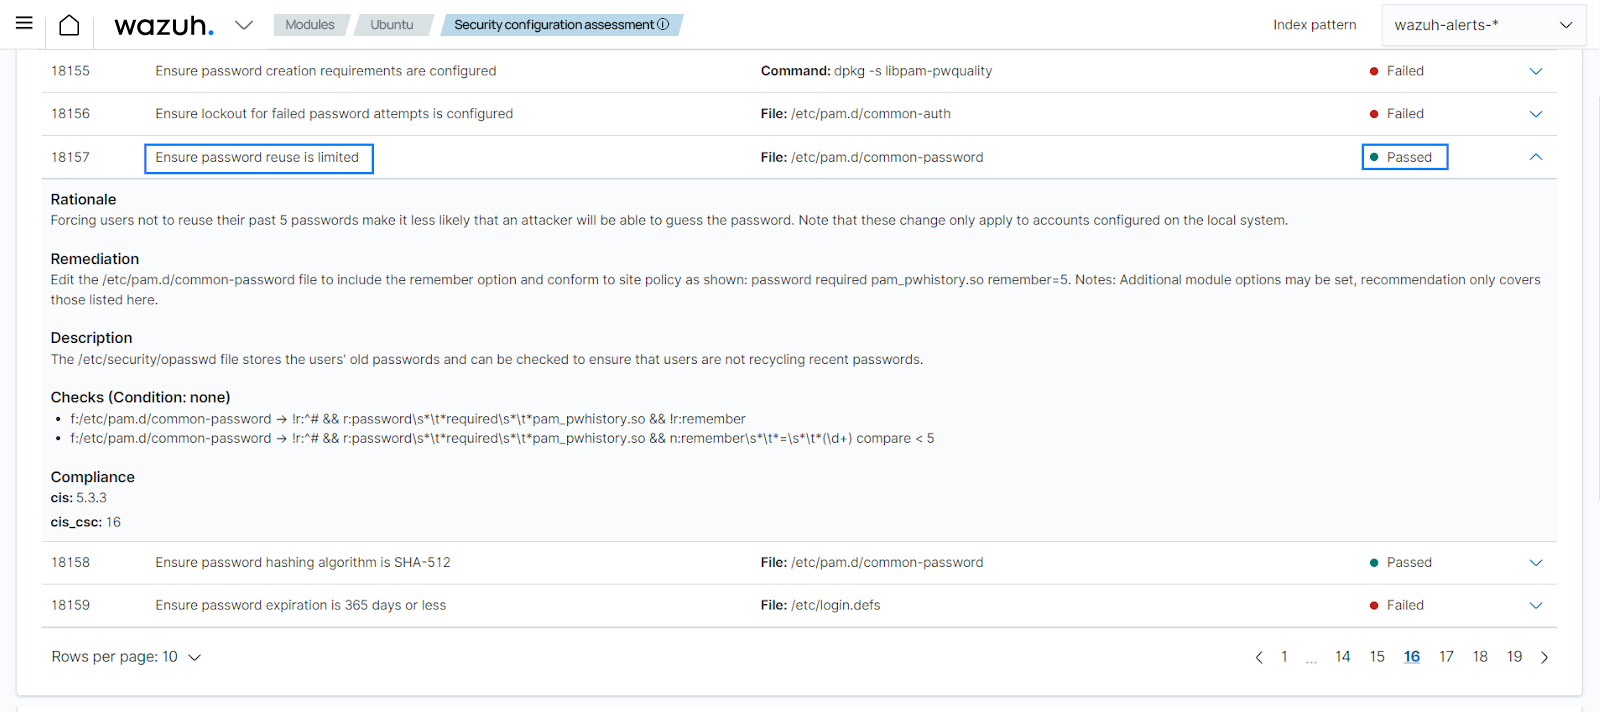 wazuh. Modules Ubuntu Security configuration assessment Index pattern wazuh-alerts-*
18155 Ensure password creation requirements are configured Command: dpkg -s libpam-pwquality Failed
18156 Ensure lockout for failed password attempts is configured File: /etc/pam.d/common-auth Failed
18157 Ensure password reuse is limited File: /etc/pam.d/common-password Passed
Rationale
Forcing users not to reuse their past 5 passwords make it less likely that an attacker will be able to guess the password. Note that these change only apply to accounts configured on the local system.
Remediation
Edit the /etc/pam.d/common-password file to include the remember option and conform to site policy as shown: password required pam_pwhistory.so remember=5. Notes: Additional module options may be set, recommendation only covers
those listed here.
Description
The /etc/security/opasswd file stores the users' old passwords and can be checked to ensure that users are not recycling recent passwords.
Checks (Condition: none)
• f:/etc/pam.d/common-password → !r:^# && r:password\s*\t*required\s*\t*pam_pwhistory.so && !r:remember
• f:/etc/pam.d/common-password → !r:^# && r:password\s*\t*required\s*\t*pam_pwhistory.so && n:remember\s*\t*=\s*\t*(\d+) compare < 5
Compliance
cis: 5.3.3
cis_csc: 16
18158 Ensure password hashing algorithm is SHA-512 File: /etc/pam.d/common-password Passed
18159 Ensure password expiration is 365 days or less File: /etc/login.defs Failed
Rows per page: 10 1 ... 14 15 16 17 18 19